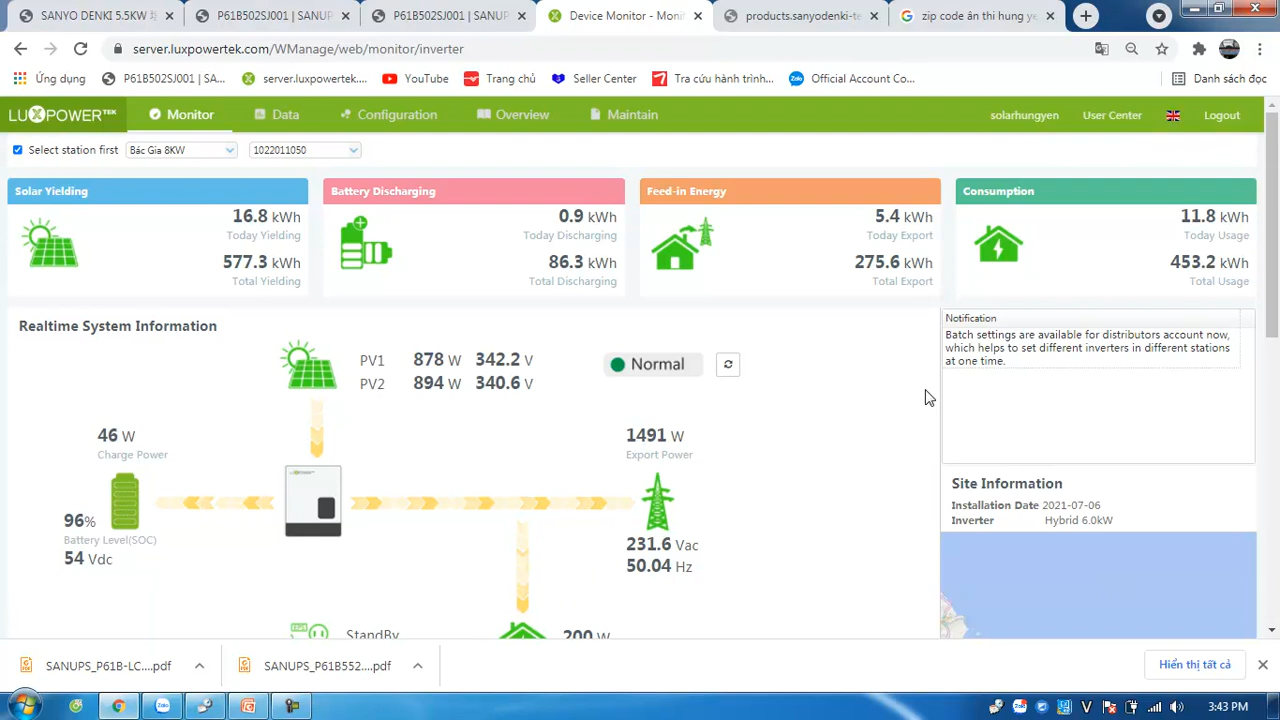 SANYO DENKI 5.5KW
P61B502SJ001 | SANUP
P61B502SJ001 | SANUP
Device Monitor - Monit
products.sanyodenki-te
zip code ân thi hung ye
server.luxpowertek.com/WManage/web/monitor/inverter
Ứng dụng
P61B502SJ001 | SA...
server.luxpowertek....
YouTube
Trang chủ
Seller Center
Tra cứu hành trình...
Official Account Co...
Danh sách đọc
LUXPOWERTEK
Monitor
Data
Configuration
Overview
Maintain
solarhungyen
User Center
Logout
Select station first
Bác Gia 8KW
1022011050
Solar Yielding
16.8 kWh
Today Yielding
577.3 kWh
Total Yielding
Battery Discharging
0.9 kWh
Today Discharging
86.3 kWh
Total Discharging
Feed-in Energy
5.4 kWh
Today Export
275.6 kWh
Total Export
Consumption
11.8 kWh
Today Usage
453.2 kWh
Total Usage
Realtime System Information
PV1 878 W 342.2 V
PV2 894 W 340.6 V
Normal
46 W
Charge Power
96%
Battery Level(SOC)
54 Vdc
1491 W
Export Power
231.6 Vac
50.04 Hz
StandBy
200 W
Notification
Batch settings are available for distributors account now,
which helps to set different inverters in different stations
at one time.
Site Information
Installation Date 2021-07-06
Inverter Hybrid 6.0kW
SANUPS_P61B-LC....pdf
SANUPS_P61B552....pdf
Hiển thị tất cả
3:43 PM